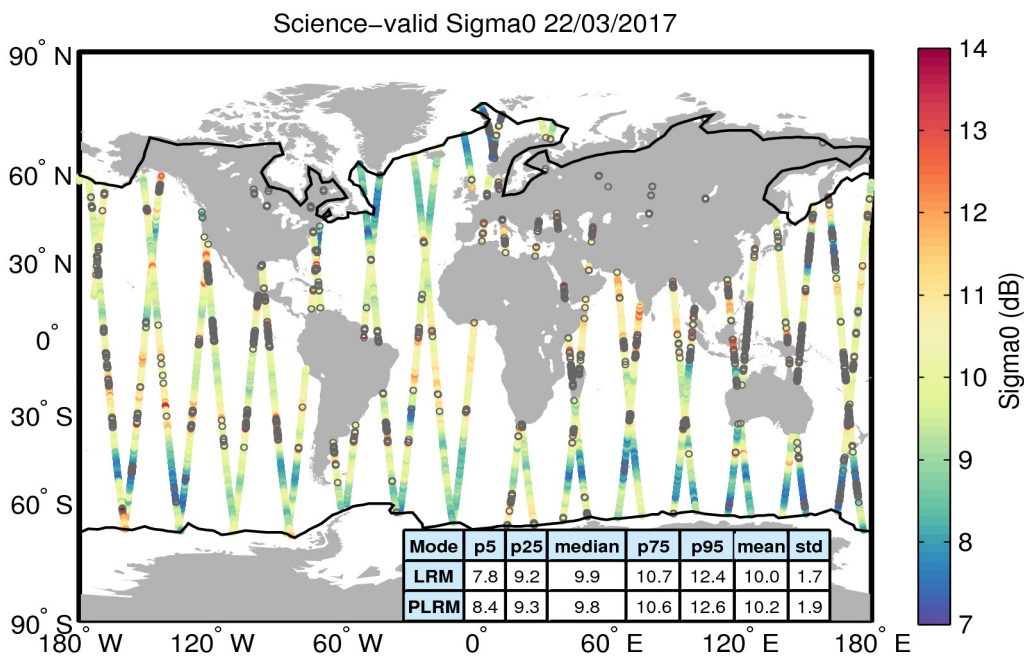 Science−valid Sigma0 22/03/2017
90° N
60° N
30° N
0°
30° S
60° S
90° S
180° W
120° W
60° W
0°
60° E
120° E
180° E
Mode p5 p25 median p75 p95 mean std
LRM 7.8 9.2 9.9 10.7 12.4 10.0 1.7
PLRM 8.4 9.3 9.8 10.6 12.6 10.2 1.9
14
13
12
11
10
9
8
7
Sigma0 (dB)